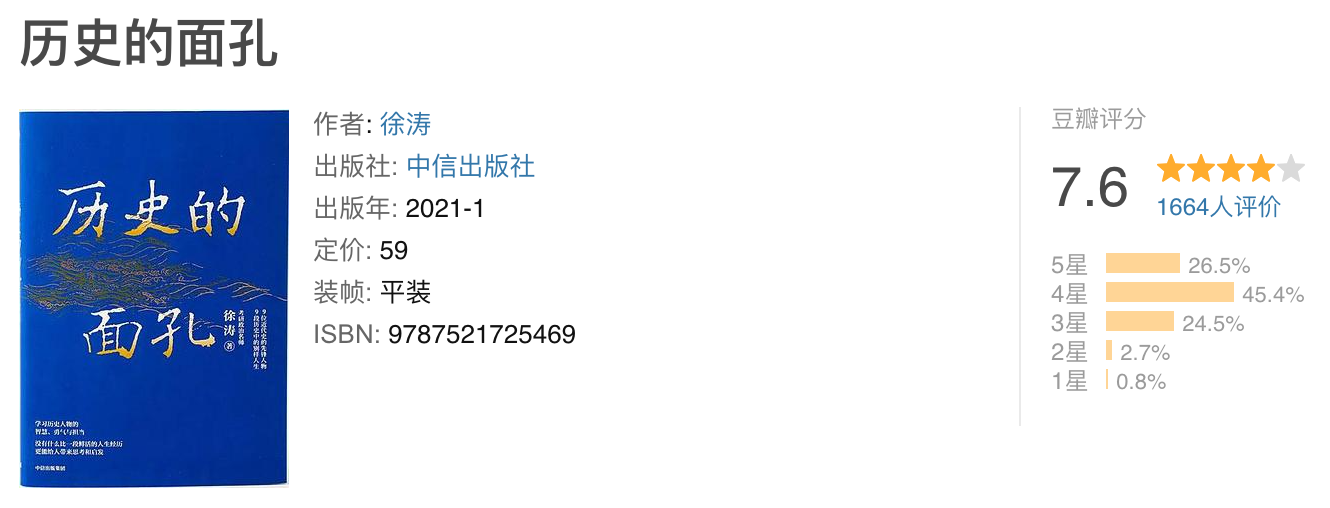 历史的面孔
历史的
面孔
9位近代史的先锋人物
9段历史中的别样人生
考研政治名师
徐涛 著
学习历史人物的
智慧、勇气与担当
没有什么比一段鲜活的人生经历
更能给人带来思考和启发
中信出版集团
作者: 徐涛
出版社: 中信出版社
出版年: 2021-1
定价: 59
装帧: 平装
ISBN: 9787521725469
豆瓣评分
7.6
1664人评价
5星 26.5%
4星 45.4%
3星 24.5%
2星 2.7%
1星 0.8%